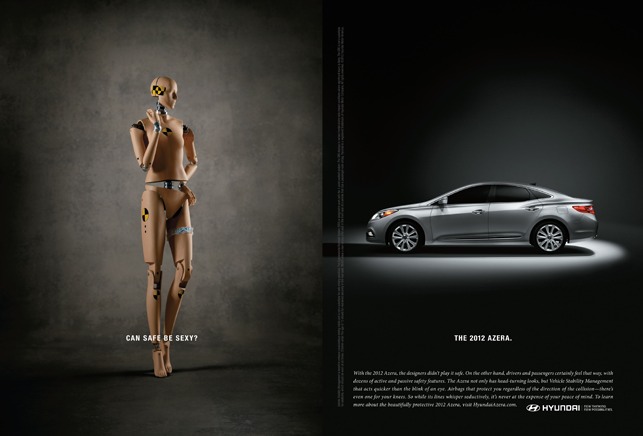 CAN SAFE BE SEXY?
THE 2012 AZERA.
With the 2012 Azera, the designers didn't play it safe. On the other hand, drivers and passengers certainly feel that way, with
dozens of active and passive safety features. The Azera not only has head-turning looks, but Vehicle Stability Management
that acts quicker than the blink of an eye. Airbags that protect you regardless of the direction of the collision—there's
even one for your knees. So while its lines whisper seductively, it's never at the expense of your peace of mind. To learn
more about the beautifully protective 2012 Azera, visit HyundaiAzera.com.
HYUNDAI
NEW THINKING.
NEW POSSIBILITIES.